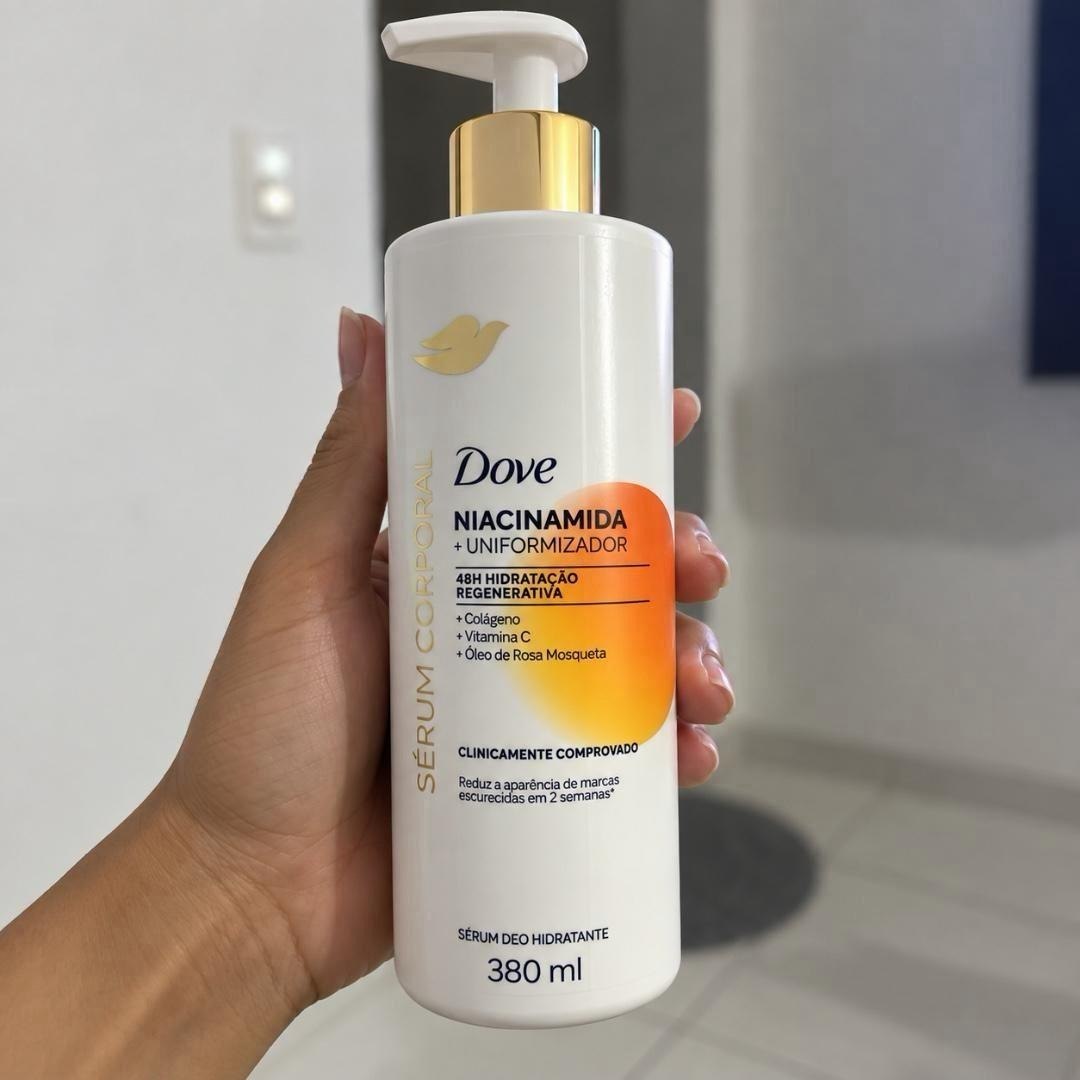 Dove
NIACINAMIDA
+ UNIFORMIZADOR
48H HIDRATAÇÃO
REGENERATIVA
+ Colágeno
+ Vitamina C
+ Óleo de Rosa Mosqueta
SÉRUM CORPORAL
CLINICAMENTE COMPROVADO
Reduz a aparência de marcas
escurecidas em 2 semanas*
SÉRUM DEO HIDRATANTE
380 ml